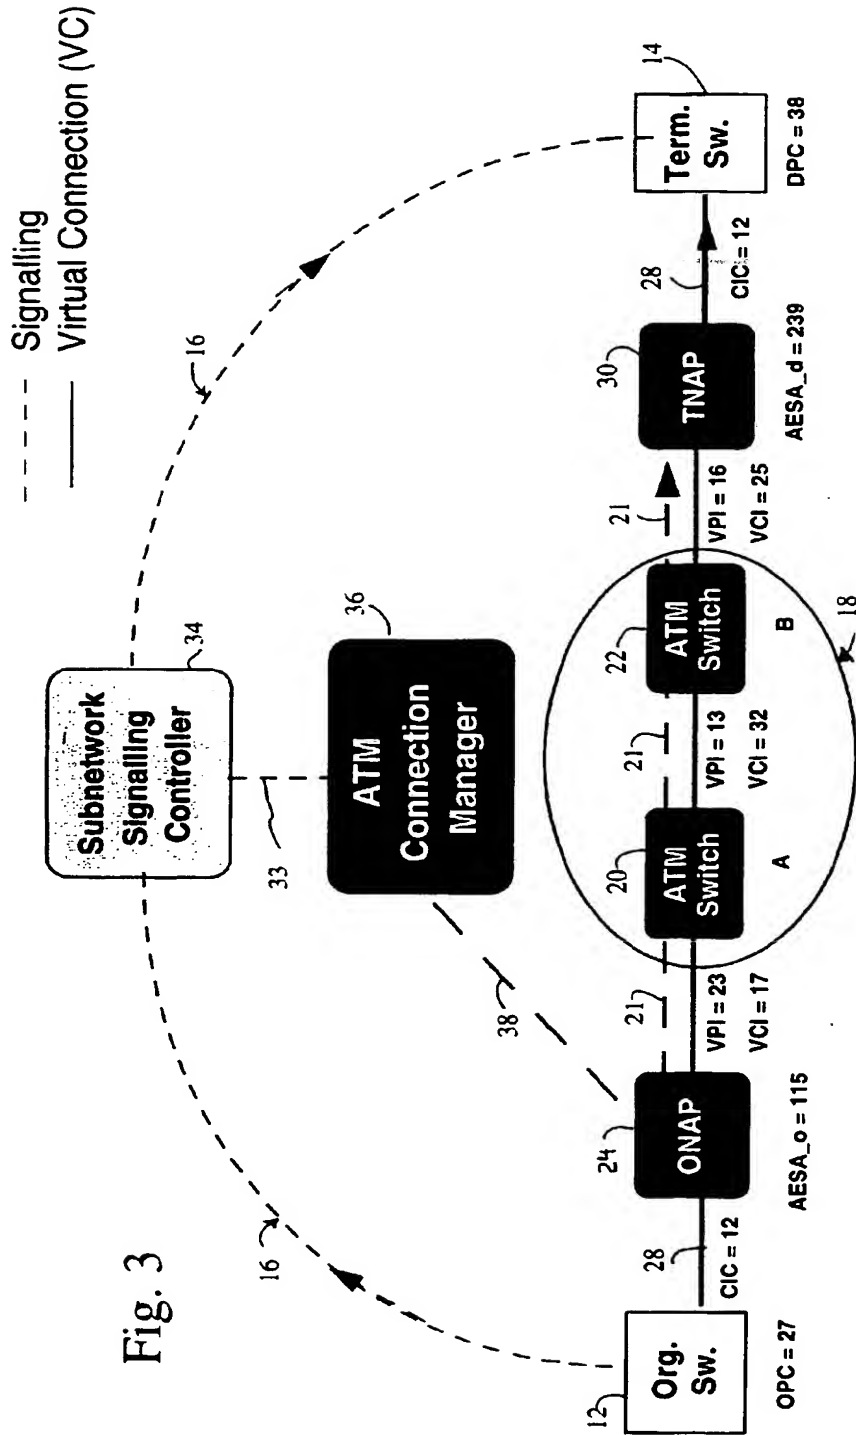 Signalling
Virtual Connection (VC)
Fig. 3
16
16
Subnetwork
Signalling
Controller
34
33
ATM
Connection
Manager
36
38
12
Org.
Sw.
OPC = 27
28
CIC = 12
24
ONAP
AESA_o = 115
21
VPI = 23
VCI = 17
20
ATM
Switch
A
21
VPI = 13
VCI = 32
22
ATM
Switch
B
18
21
VPI = 16
VCI = 25
30
TNAP
AESA_d = 239
28
CIC = 12
14
Term.
Sw.
DPC = 38